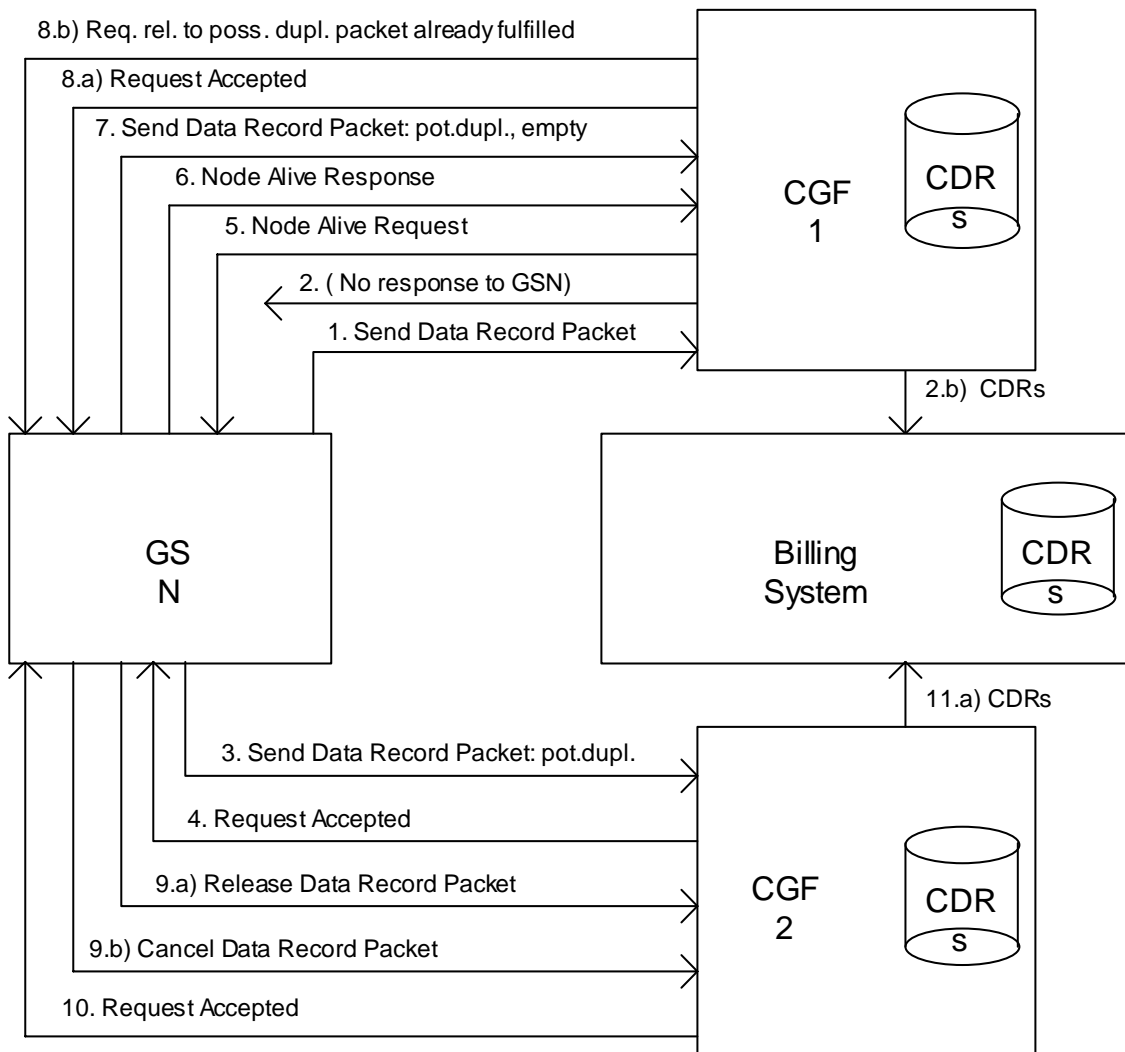 8.b) Req. rel. to poss. dupl. packet already fulfilled
8.a) Request Accepted
7. Send Data Record Packet: pot.dupl., empty
6. Node Alive Response
5. Node Alive Request
2. ( No response to GSN)
1. Send Data Record Packet
CGF
1
CDR
s
2.b) CDRs
GS
N
Billing
System
CDR
s
11.a) CDRs
3. Send Data Record Packet: pot.dupl.
4. Request Accepted
9.a) Release Data Record Packet
9.b) Cancel Data Record Packet
10. Request Accepted
CGF
2
CDR
s